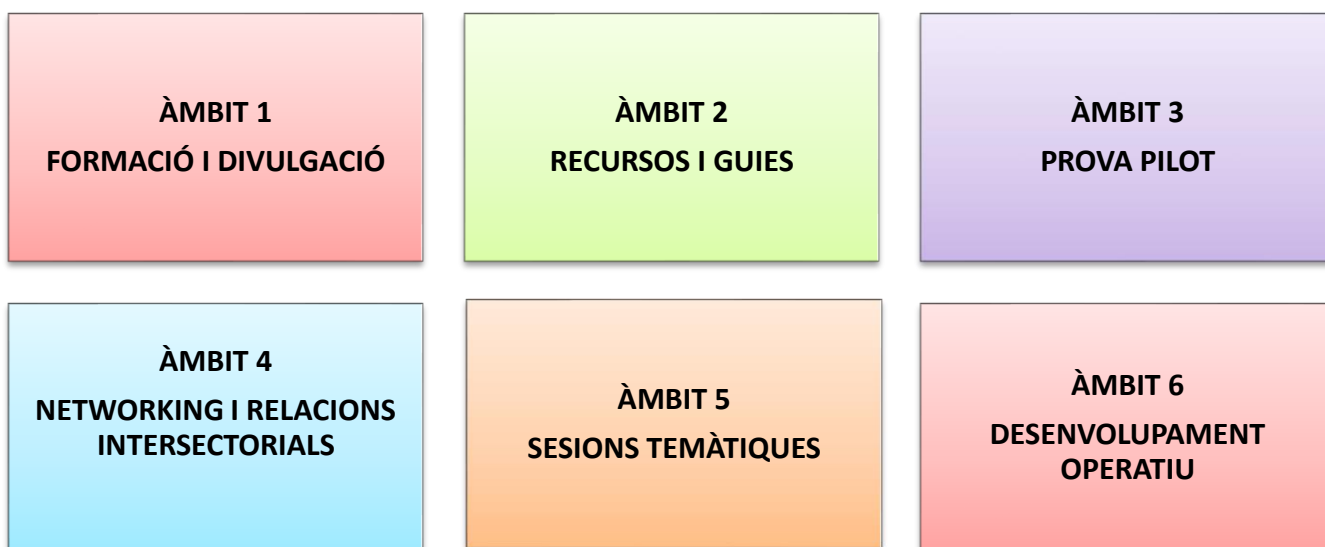 ÀMBIT 1
FORMACIÓ I DIVULGACIÓ
ÀMBIT 2
RECURSOS I GUIES
ÀMBIT 3
PROVA PILOT
ÀMBIT 4
NETWORKING I RELACIONS
INTERSECTORIALS
ÀMBIT 5
SESIONS TEMÀTIQUES
ÀMBIT 6
DESENVOLUPAMENT
OPERATIU